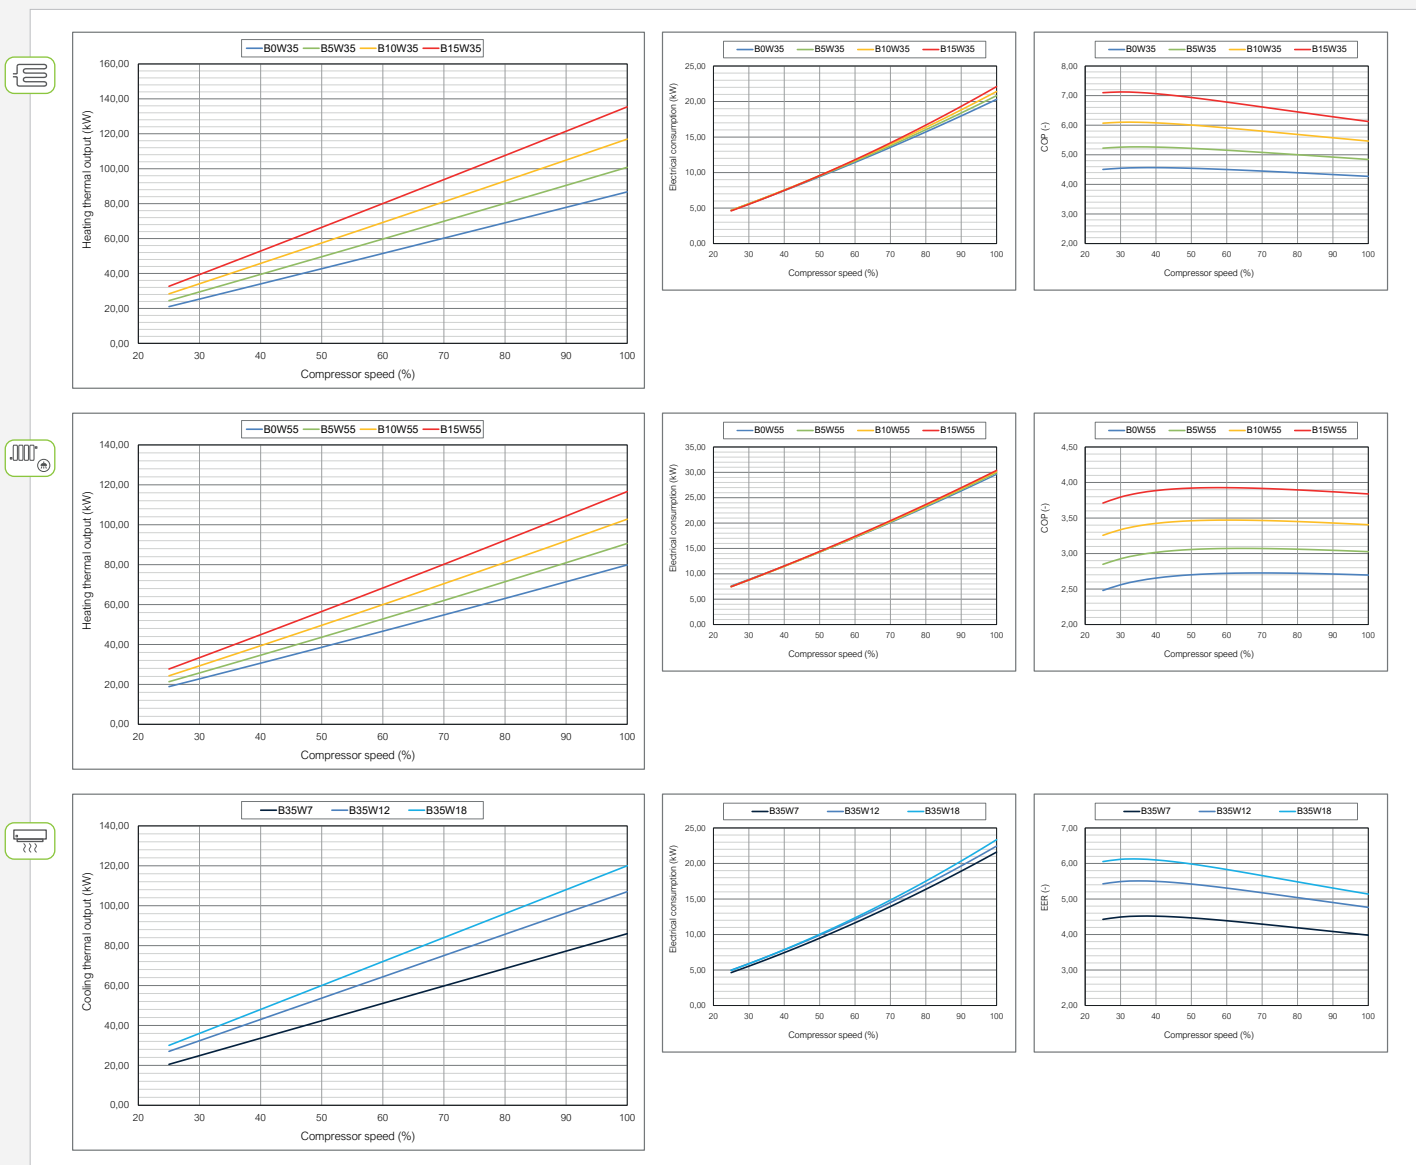 B0W35 B5W35 B10W35 B15W35
Heating thermal output (kW)
160,00
140,00
120,00
100,00
80,00
60,00
40,00
20,00
0,00
20 30 40 50 60 70 80 90 100
Compressor speed (%)
B0W35 B5W35 B10W35 B15W35
Electrical consumption (kW)
25,00
20,00
15,00
10,00
5,00
0,00
20 30 40 50 60 70 80 90 100
Compressor speed (%)
B0W35 B5W35 B10W35 B15W35
COP (-)
8,00
7,00
6,00
5,00
4,00
3,00
2,00
20 30 40 50 60 70 80 90 100
Compressor speed (%)
B0W55 B5W55 B10W55 B15W55
Heating thermal output (kW)
140,00
120,00
100,00
80,00
60,00
40,00
20,00
0,00
20 30 40 50 60 70 80 90 100
Compressor speed (%)
B0W55 B5W55 B10W55 B15W55
Electrical consumption (kW)
35,00
30,00
25,00
20,00
15,00
10,00
5,00
0,00
20 30 40 50 60 70 80 90 100
Compressor speed (%)
B0W55 B5W55 B10W55 B15W55
COP (-)
4,50
4,00
3,50
3,00
2,50
2,00
20 30 40 50 60 70 80 90 100
Compressor speed (%)
B35W7 B35W12 B35W18
Cooling thermal output (kW)
140,00
120,00
100,00
80,00
60,00
40,00
20,00
0,00
20 30 40 50 60 70 80 90 100
Compressor speed (%)
B35W7 B35W12 B35W18
Electrical consumption (kW)
25,00
20,00
15,00
10,00
5,00
0,00
20 30 40 50 60 70 80 90 100
Compressor speed (%)
B35W7 B35W12 B35W18
EER (-)
7,00
6,00
5,00
4,00
3,00
2,00
20 30 40 50 60 70 80 90 100
Compressor speed (%)